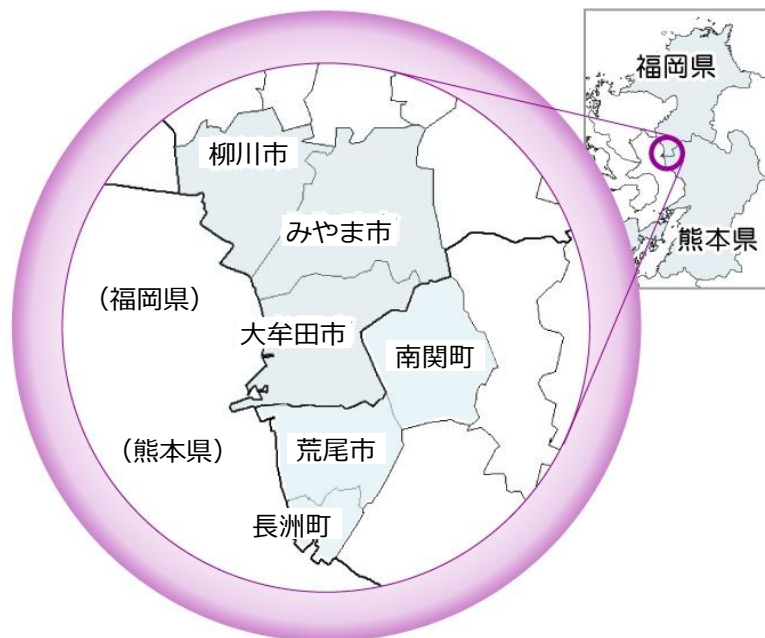 福岡県
熊本県
柳川市
みやま市
（福岡県）
大牟田市
南関町
（熊本県）
荒尾市
長洲町